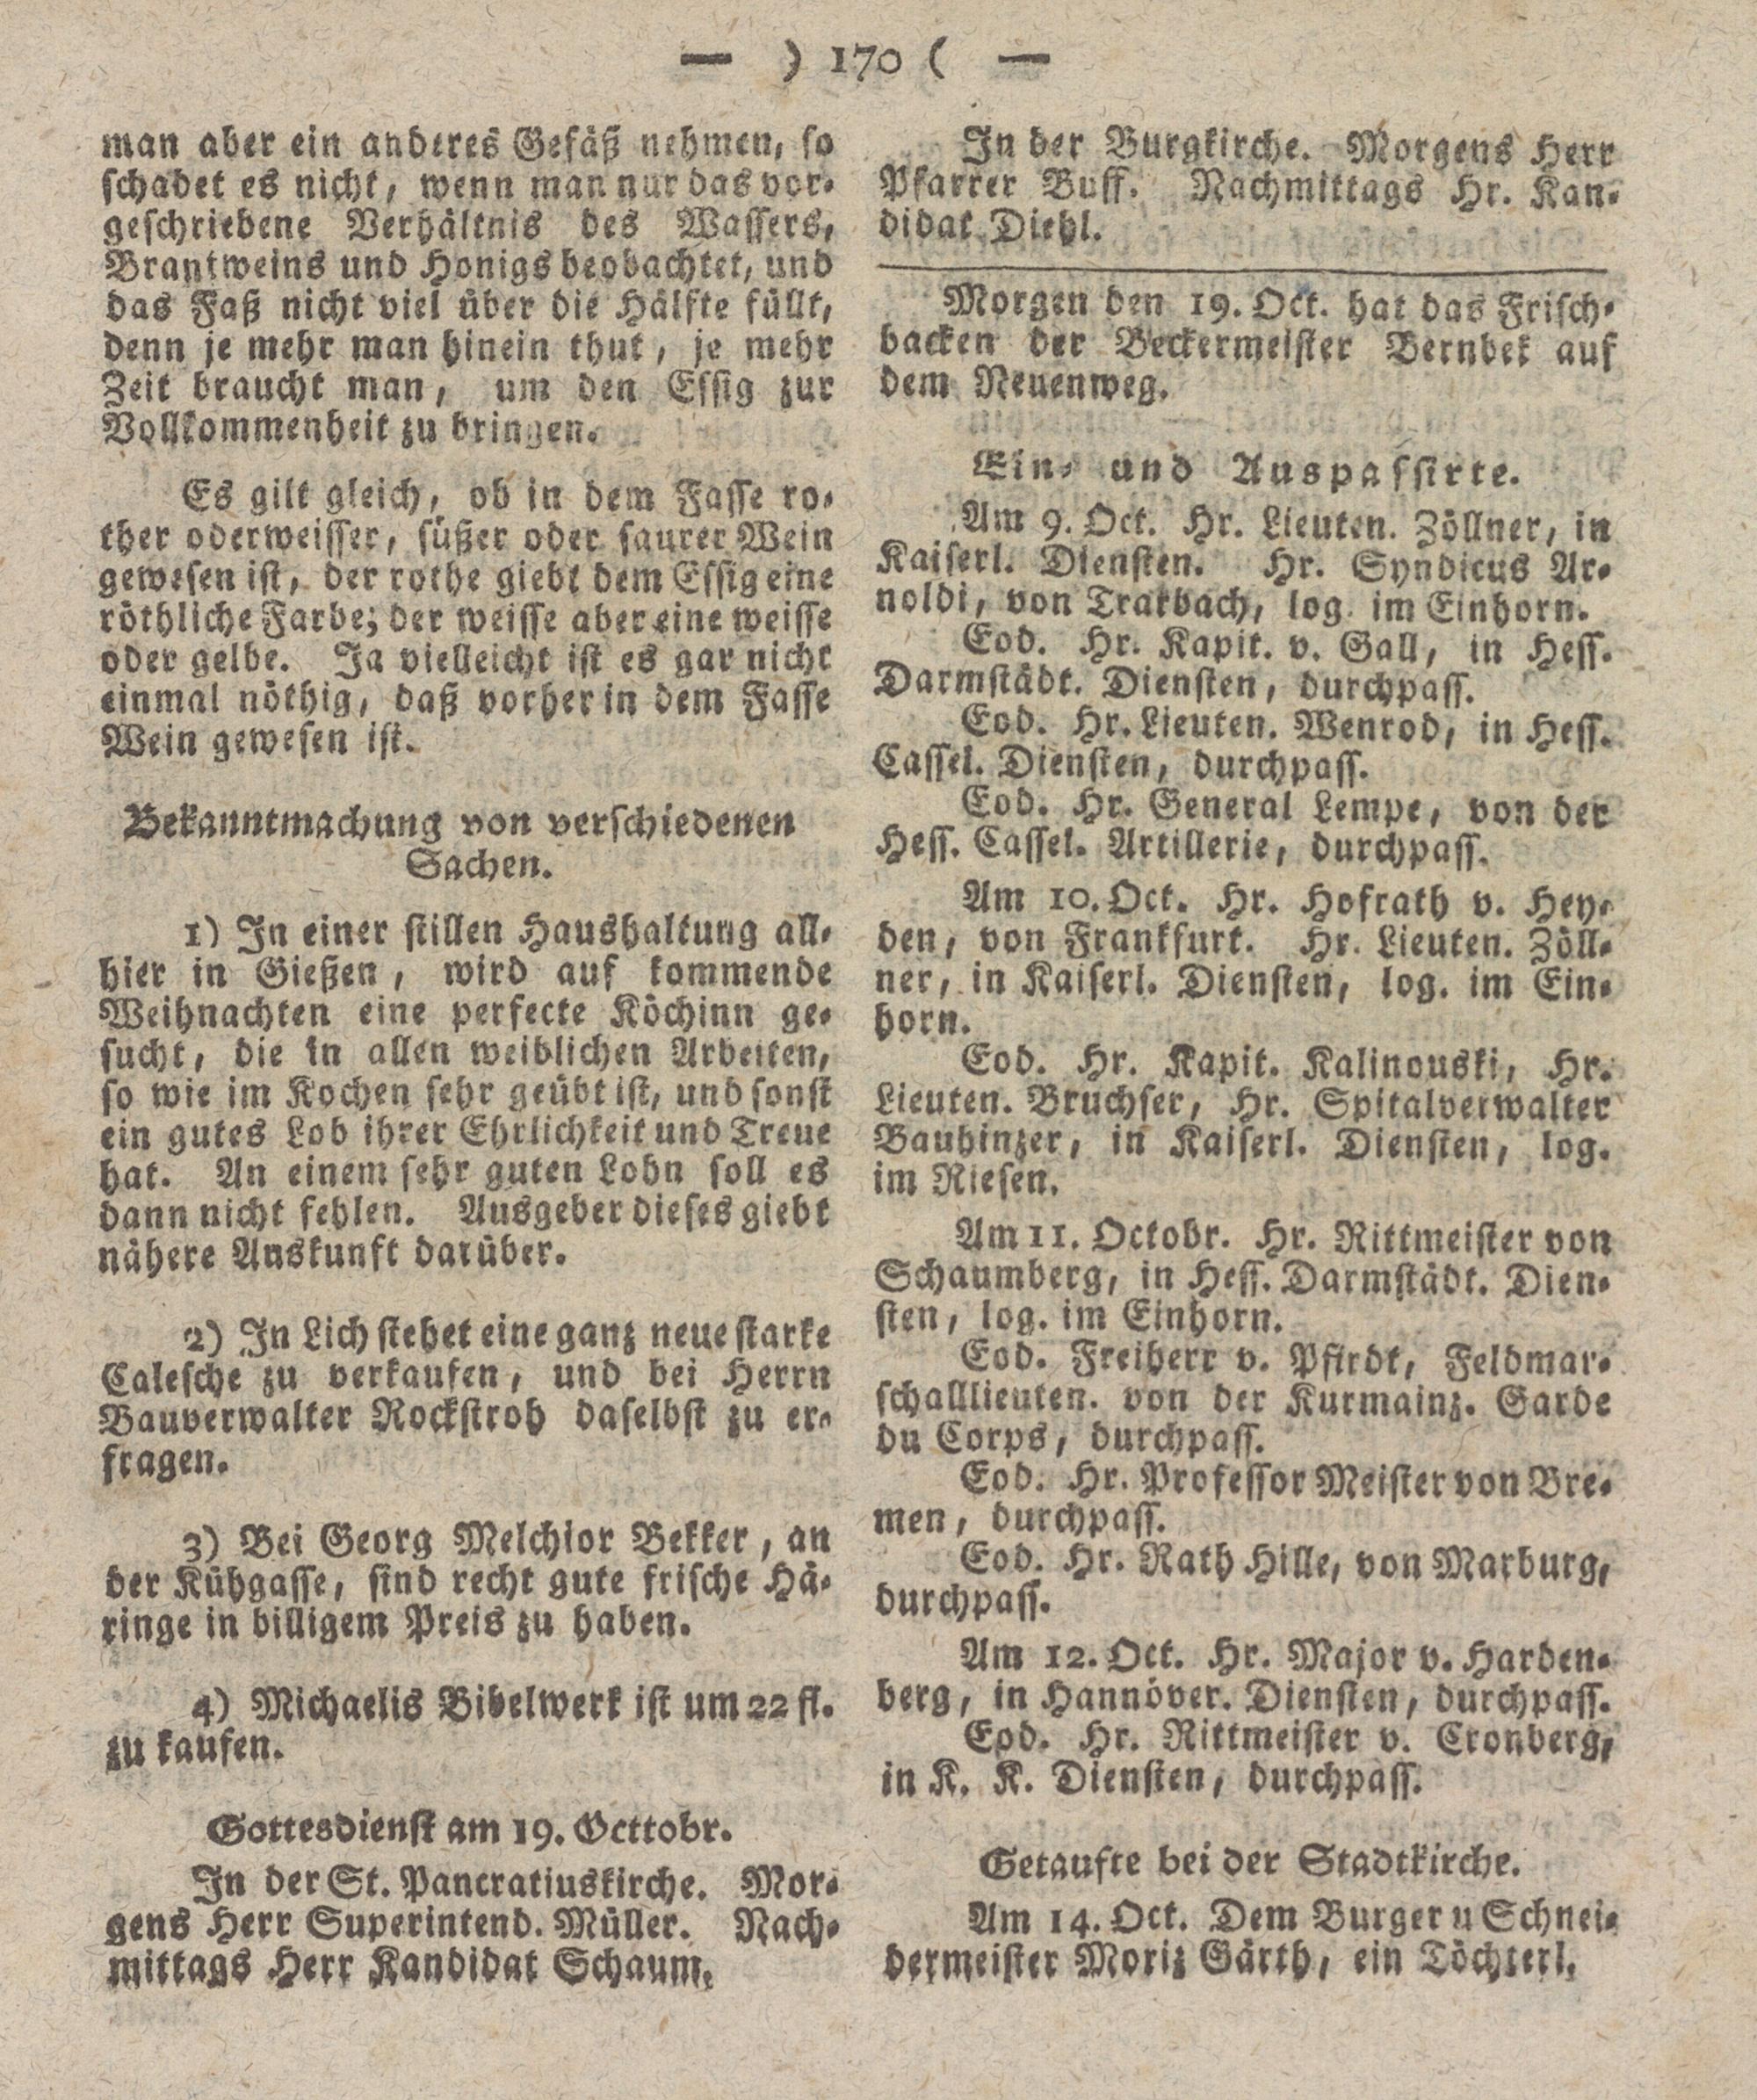 — ) 170 ( —
man aber ein anderes Gefäß nehmen, so
schadet es nicht, wenn man nur das vor-
geschriebene Verhältnis des Wassers,
Brantweins und Honigs beobachtet, und
das Faß nicht viel über die Hälfte füllt,
denn je mehr man hinein thut, je mehr
Zeit braucht man, um den Essig zur
Vollkommenheit zu bringen.
Es gilt gleich, ob in dem Fasse ro-
ther oder weisser, süßer oder saurer Wein
gewesen ist, der rothe giebt dem Essig eine
röthliche Farbe; der weisse aber eine weisse
oder gelbe. Ja vielleicht ist es gar nicht
einmal nöthig, daß vorher in dem Fasse
Wein gewesen ist.
Bekanntmachung von verschiedenen
Sachen.
1) In einer stillen Haushaltung all-
hier in Gießen, wird auf kommende
Weihnachten eine perfecte Köchinn ge-
sucht, die in allen weiblichen Arbeiten,
so wie im Kochen sehr geübt ist, und sonst
ein gutes Lob ihrer Ehrlichkeit und Treue
hat. An einem sehr guten Lohn soll es
dann nicht fehlen. Ausgeber dieses giebt
nähere Auskunft darüber.
2) In Lich stehet eine ganz neue starke
Calesche zu verkaufen, und bei Herrn
Bauverwalter Rockstroh daselbst zu er-
fragen.
3) Bei Georg Melchior Bekker, an
der Kühgasse, sind recht gute frische Hä-
ringe in billigem Preis zu haben.
4) Michaelis Bibelwerk ist um 22 fl.
zu kaufen.
Gottesdienst am 19. Octtobr.
In der St. Pancratiuskirche. Mor-
gens Herr Superintend. Müller. Nach-
mittags Herr Kandidat Schaum.
In der Burgkirche. Morgens Herr
Pfarrer Buff. Nachmittags Hr. Kan-
didat Diehl.
Morgen den 19. Oct. hat das Frisch-
backen der Beckermeister Bernbek auf
dem Neuenweg.
Ein- und Auspassirte.
Am 9. Oct. Hr. Lieuten. Zöllner, in
Kaiserl. Diensten. Hr. Syndicus Ar-
noldi, von Trarbach, log. im Einhorn.
Eod. Hr. Kapit. v. Gall, in Hess.
Darmstädt. Diensten, durchpass.
Eod. Hr. Lieuten. Wenrod, in Hess.
Cassel. Diensten, durchpass.
Eod. Hr. General Lempe, von der
Hess. Cassel. Artillerie, durchpass.
Am 10. Oct. Hr. Hofrath v. Hey-
den, von Frankfurt. Hr. Lieuten. Zöll-
ner, in Kaiserl. Diensten, log. im Ein-
horn.
Eod. Hr. Kapit. Kalinouski, Hr.
Lieuten. Bruchser, Hr. Spitalverwalter
Bauhinzer, in Kaiserl. Diensten, log.
im Riesen.
Am 11. Octobr. Hr. Rittmeister von
Schaumberg, in Hess. Darmstädt. Dien-
sten, log. im Einhorn.
Eod. Freiherr v. Pfirdt, Feldmar-
schalllieuten. von der Kurmainz. Garde
du Corps, durchpass.
Eod. Hr. Professor Meister von Bre-
men, durchpass.
Eod. Hr. Rath Hille, von Marburg,
durchpass.
Am 12. Oct. Hr. Major v. Harden-
berg, in Hannöver. Diensten, durchpass.
Eod. Hr. Rittmeister v. Cronberg,
in K. K. Diensten, durchpass.
Getaufte bei der Stadtkirche.
Am 14. Oct. Dem Burger u Schnei-
dermeister Moriz Gärth, ein Töchterl.